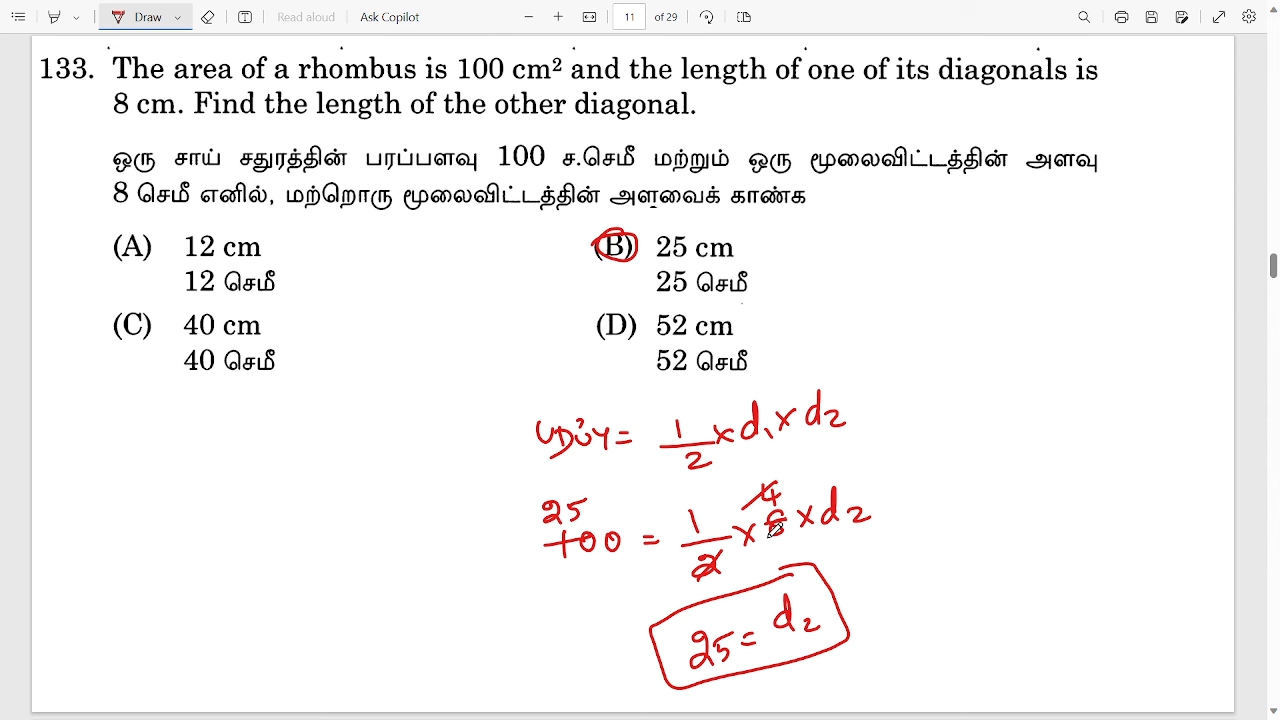 Draw
Read aloud
Ask Copilot
11 of 29
133. The area of a rhombus is 100 cm² and the length of one of its diagonals is
8 cm. Find the length of the other diagonal.
ஒரு சாய் சதுரத்தின் பரப்பளவு 100 ச.செமீ மற்றும் ஒரு மூலைவிட்டத்தின் அளவு
8 செமீ எனில், மற்றொரு மூலைவிட்டத்தின் அளவைக் காண்க
(A) 12 cm (B) 25 cm
12 செமீ 25 செமீ
(C) 40 cm (D) 52 cm
40 செமீ 52 செமீ
= 1/2 × d₁ × d₂
25 4
100 = 1/2 × 8 × d₂
25 = d₂